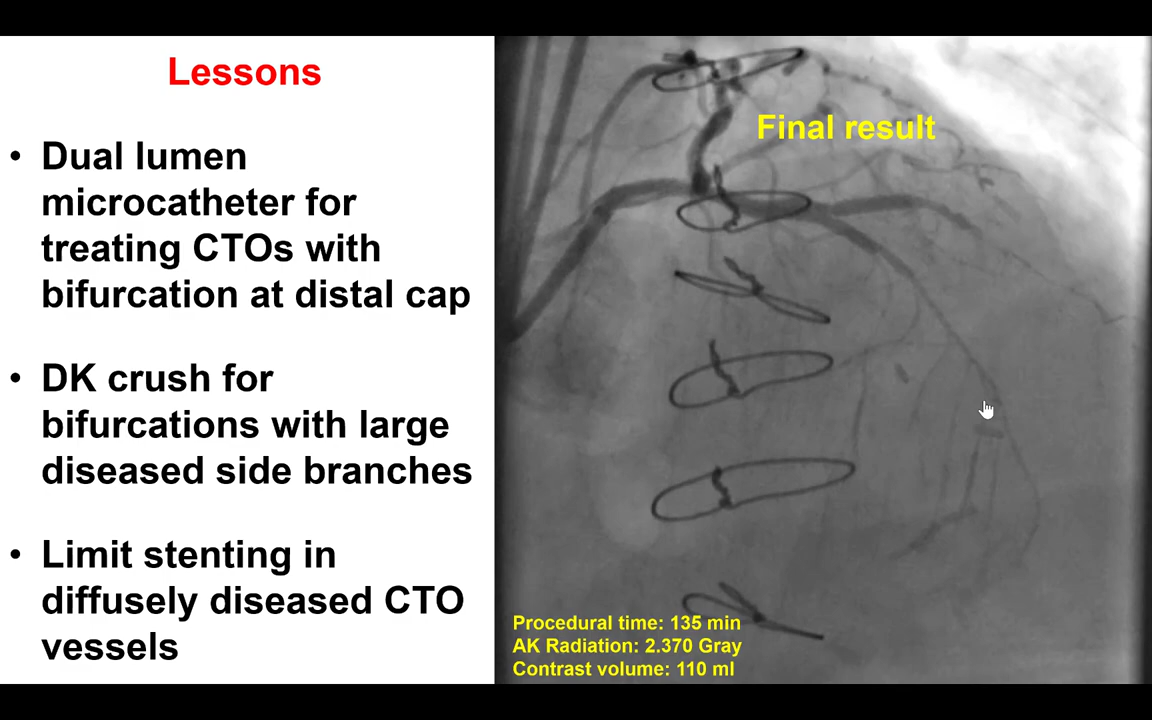 Lessons
• Dual lumen
microcatheter for
treating CTOs with
bifurcation at distal cap
• DK crush for
bifurcations with large
diseased side branches
• Limit stenting in
diffusely diseased CTO
vessels
Final result
Procedural time: 135 min
AK Radiation: 2.370 Gray
Contrast volume: 110 ml